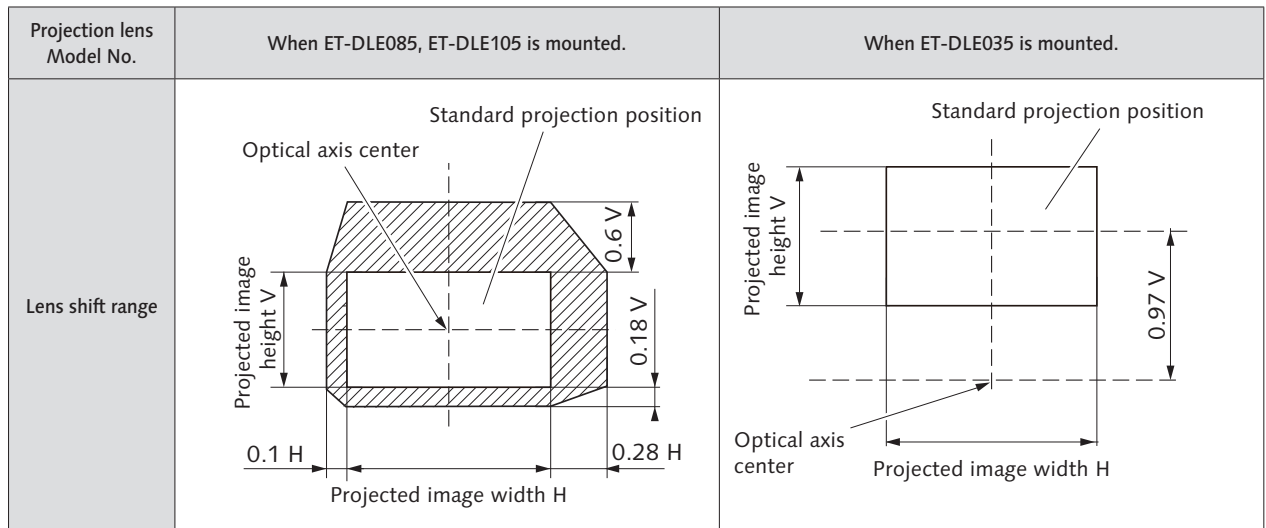 Projection lens
Model No.
When ET-DLE085, ET-DLE105 is mounted.
When ET-DLE035 is mounted.
Lens shift range
Standard projection position
Optical axis center
Projected image
height V
0.6 V
0.18 V
0.1 H
0.28 H
Projected image width H
Standard projection position
Projected image
height V
0.97 V
Optical axis
center
Projected image width H